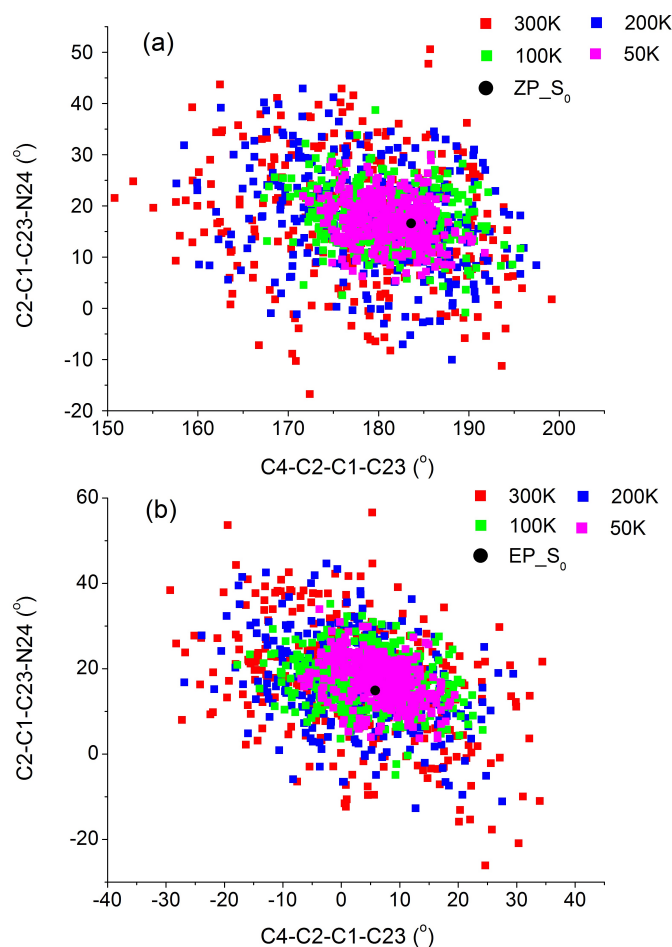 (a)
300K 200K
100K 50K
ZP_S₀
C2-C1-C23-N24 (°)
50
40
30
20
10
0
-10
-20
150 160 170 180 190 200
C4-C2-C1-C23 (°)
(b)
300K 200K
100K 50K
EP_S₀
C2-C1-C23-N24 (°)
60
40
20
0
-20
-40 -30 -20 -10 0 10 20 30 40
C4-C2-C1-C23 (°)